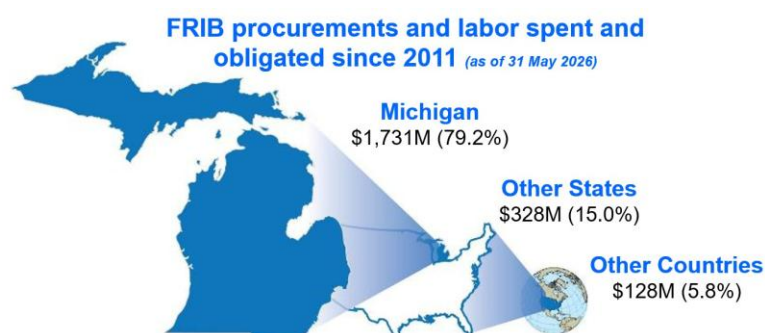 FRIB procurements and labor spent and
obligated since 2011 (as of 31 May 2026)
Michigan
$1,731M (79.2%)
Other States
$328M (15.0%)
Other Countries
$128M (5.8%)